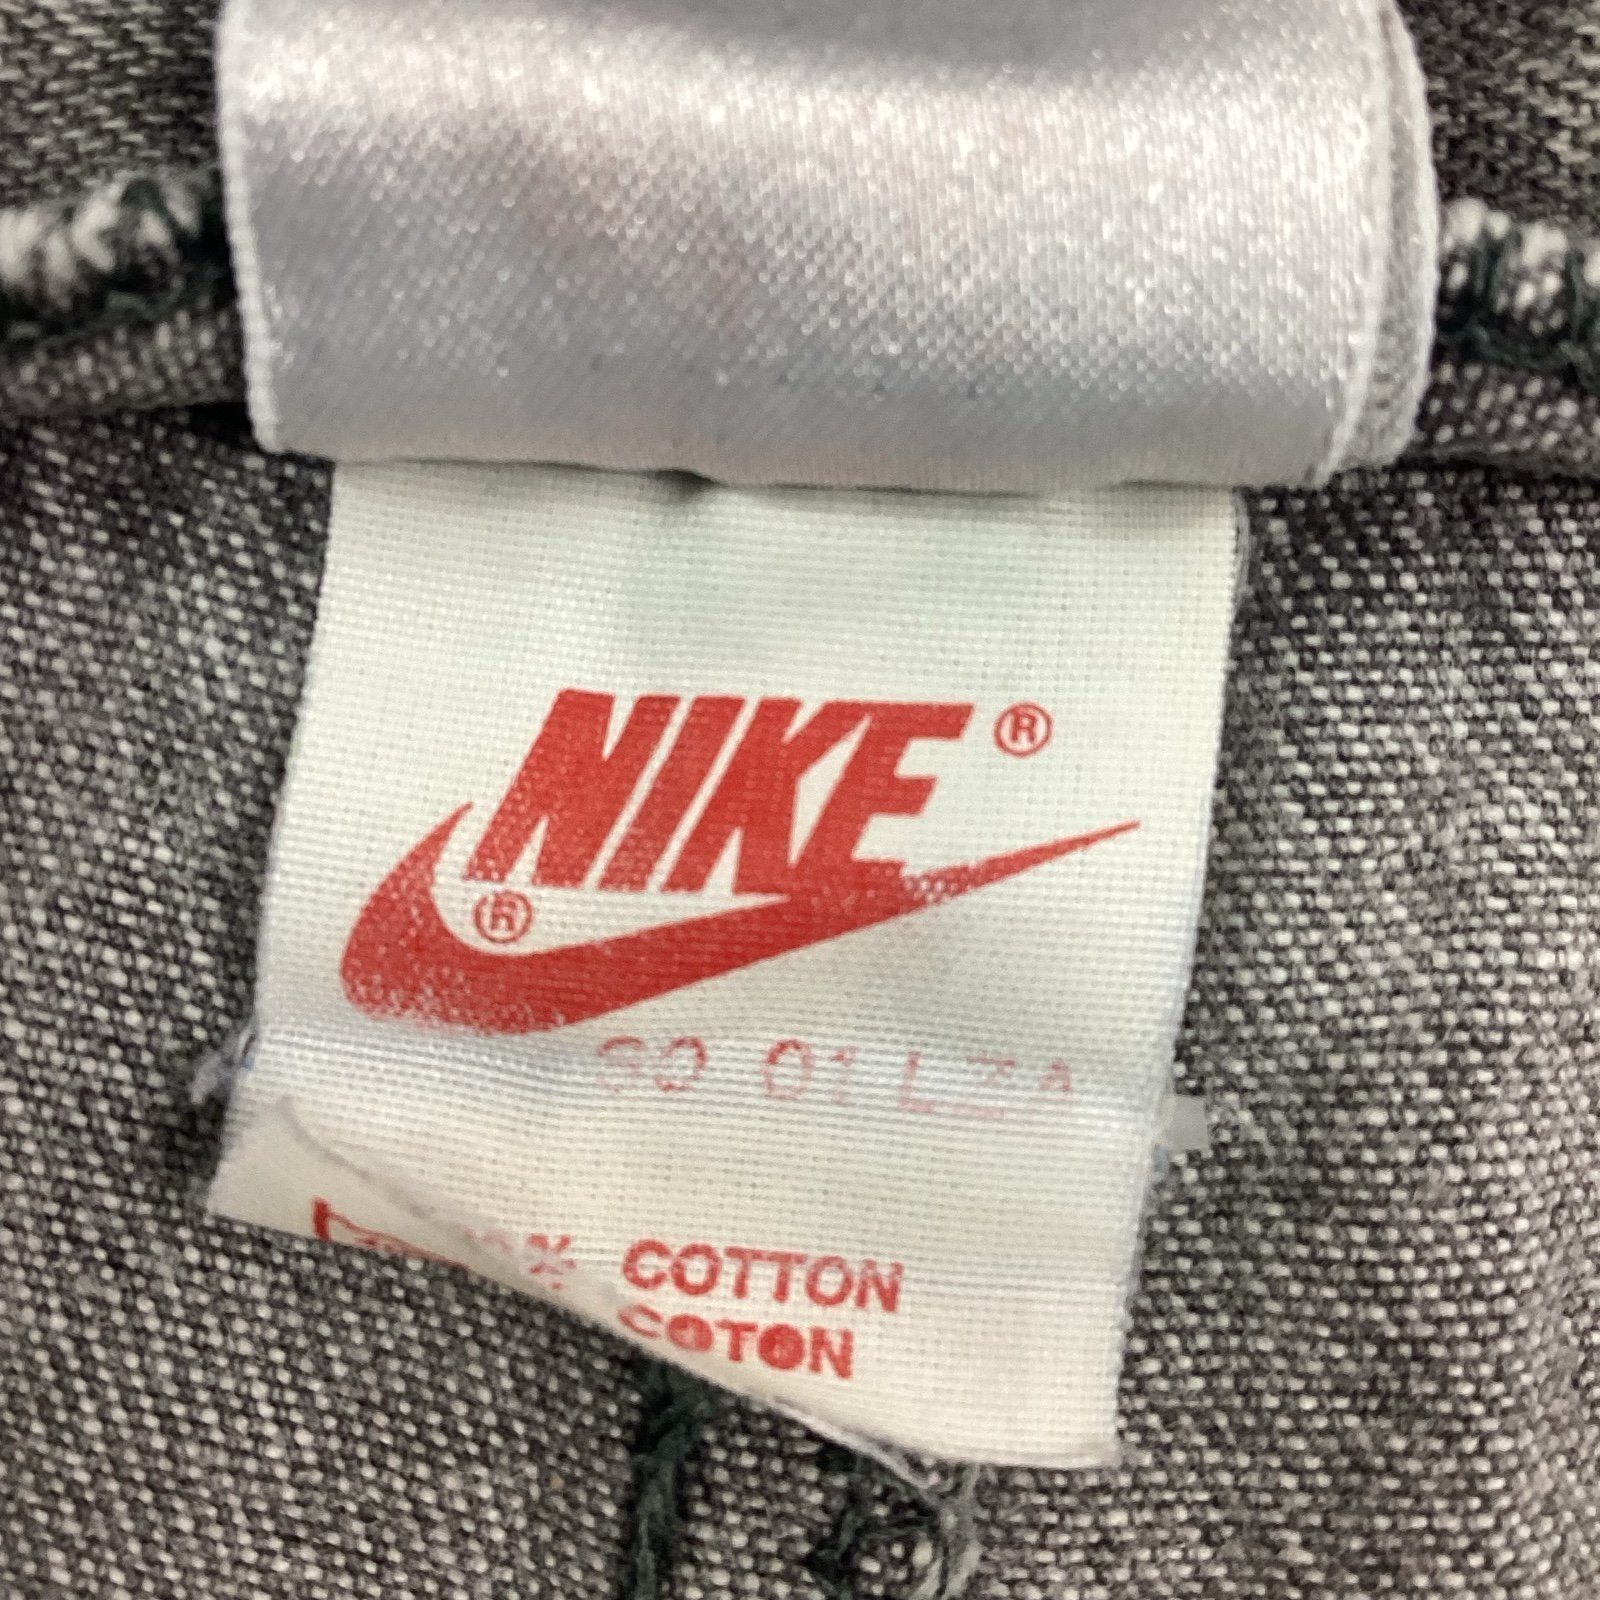 NIKE ®
®
% COTTON
COTON